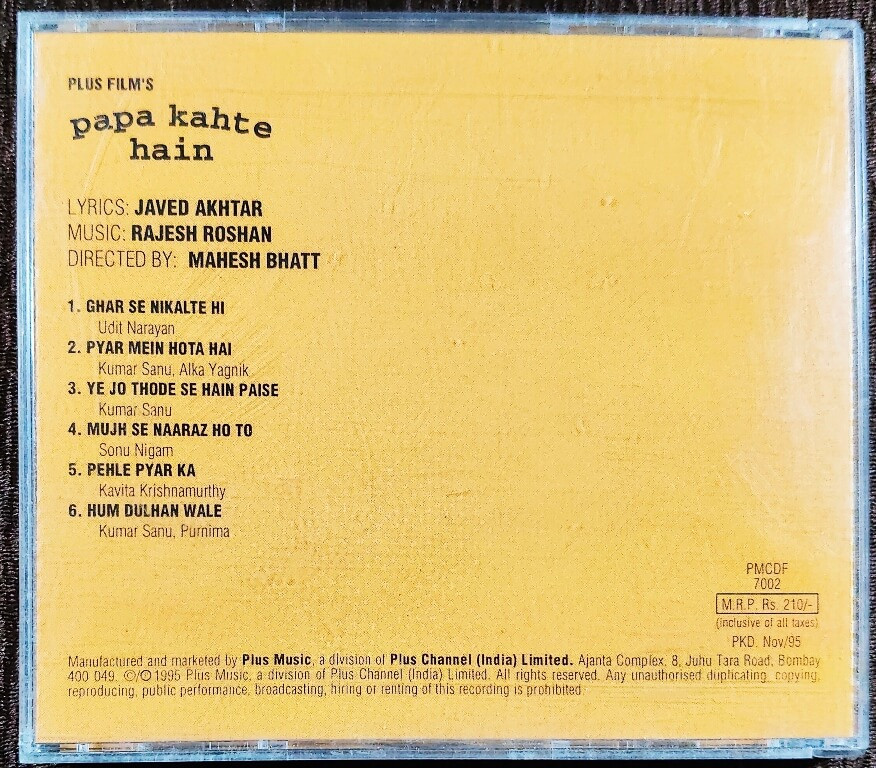 PLUS FILM'S
papa kahte
hain
LYRICS: JAVED AKHTAR
MUSIC: RAJESH ROSHAN
DIRECTED BY: MAHESH BHATT
1. GHAR SE NIKALTE HI
Udit Narayan
2. PYAR MEIN HOTA HAI
Kumar Sanu, Alka Yagnik
3. YE JO THODE SE HAIN PAISE
Kumar Sanu
4. MUJH SE NAARAZ HO TO
Sonu Nigam
5. PEHLE PYAR KA
Kavita Krishnamurthy
6. HUM DULHAN WALE
Kumar Sanu, Purnima
PMCDF
7002
M.R.P. Rs. 210/-
(inclusive of all taxes)
PKD. Nov/95
Manufactured and marketed by Plus Music, a division of Plus Channel (India) Limited. Ajanta Complex, 8, Juhu Tara Road, Bombay
400 049. ©/℗ 1995 Plus Music, a division of Plus Channel (India) Limited. All rights reserved. Any unauthorised duplicating, copying,
reproducing, public performance, broadcasting, hiring or renting of this recording is prohibited.